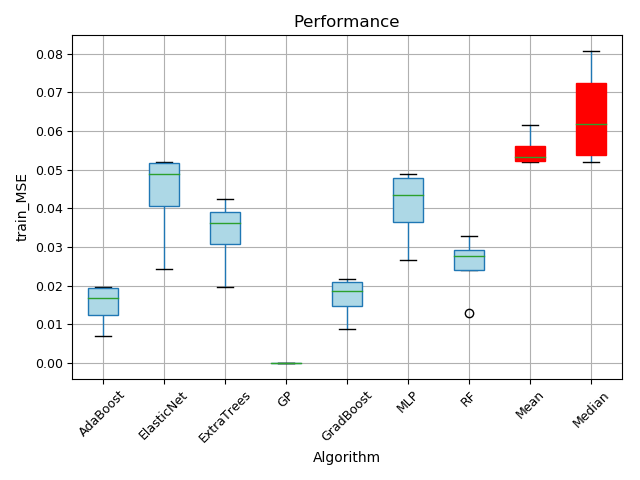 Performance
0.08
0.07
0.06
0.05
0.04
0.03
0.02
0.01
0.00
train_MSE
AdaBoost
ElasticNet
ExtraTrees
GP
GradBoost
MLP
RF
Mean
Median
Algorithm